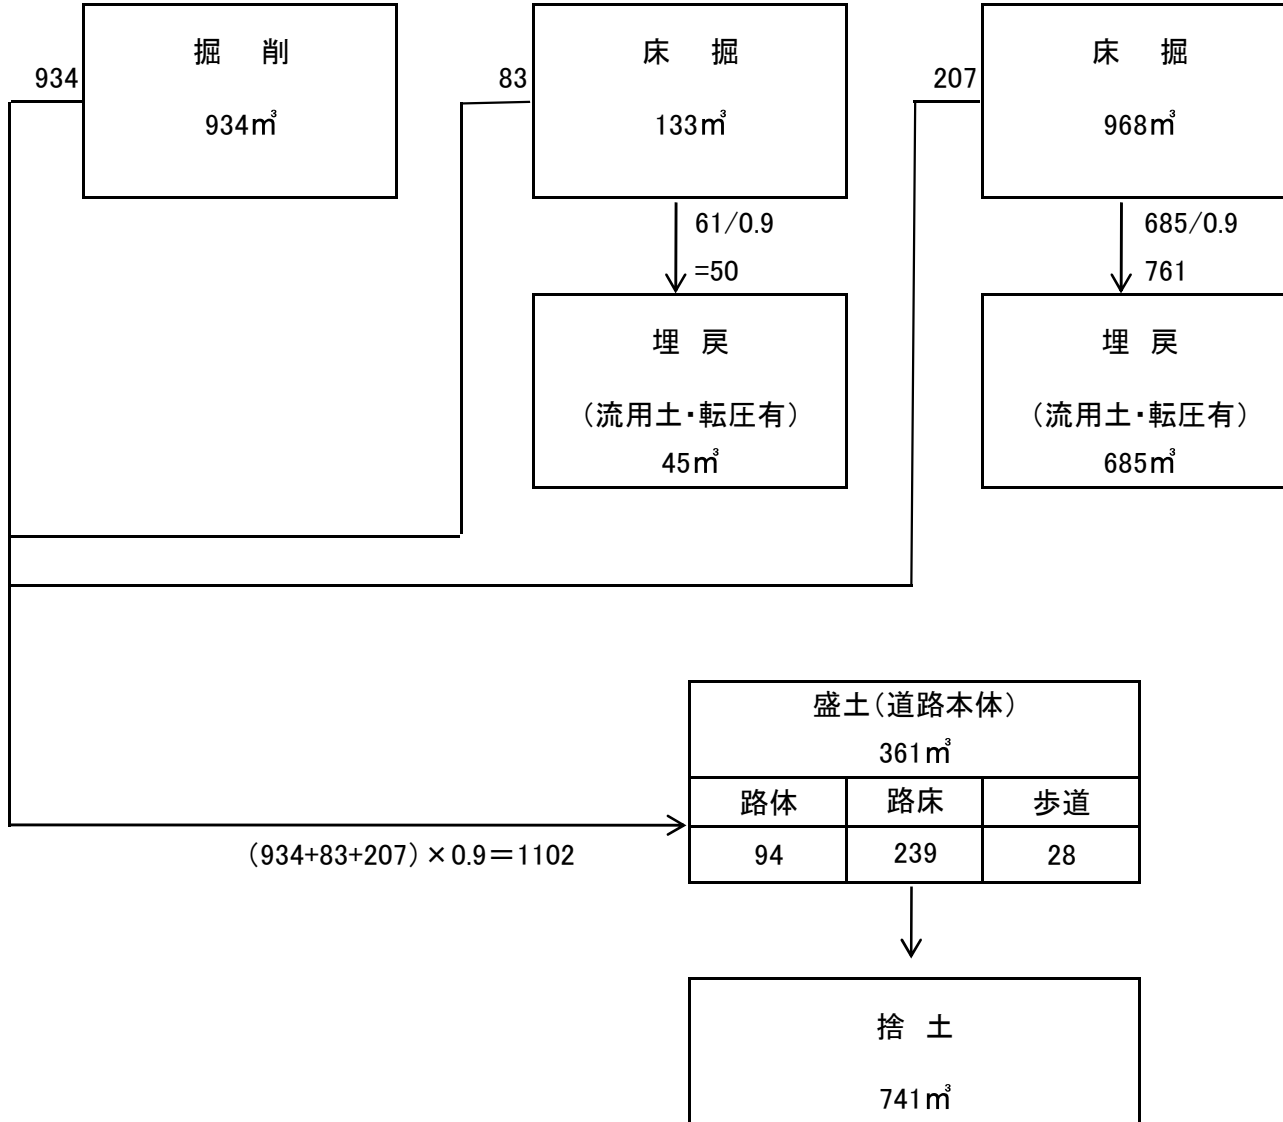 掘　削
934
934㎥
床　掘
83
133㎥
61/0.9
=50
埋　戻
(流用土・転圧有)
45㎥
床　掘
207
968㎥
685/0.9
761
埋　戻
(流用土・転圧有)
685㎥
盛土(道路本体)
361㎥
路体　路床　歩道
94　239　28
(934+83+207)×0.9=1102
捨　土
741㎥